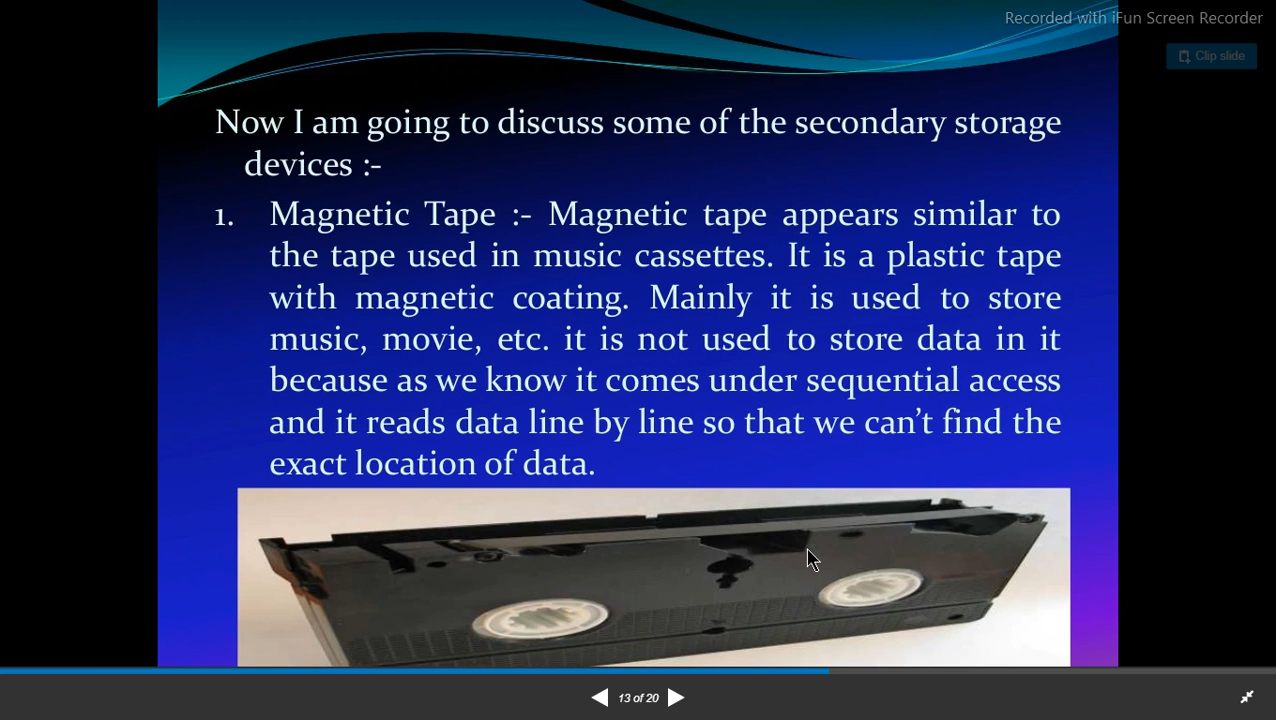 Recorded with iFun Screen Recorder
Clip slide
Now I am going to discuss some of the secondary storage
devices :-
1. Magnetic Tape :- Magnetic tape appears similar to
the tape used in music cassettes. It is a plastic tape
with magnetic coating. Mainly it is used to store
music, movie, etc. it is not used to store data in it
because as we know it comes under sequential access
and it reads data line by line so that we can’t find the
exact location of data.
13 of 20